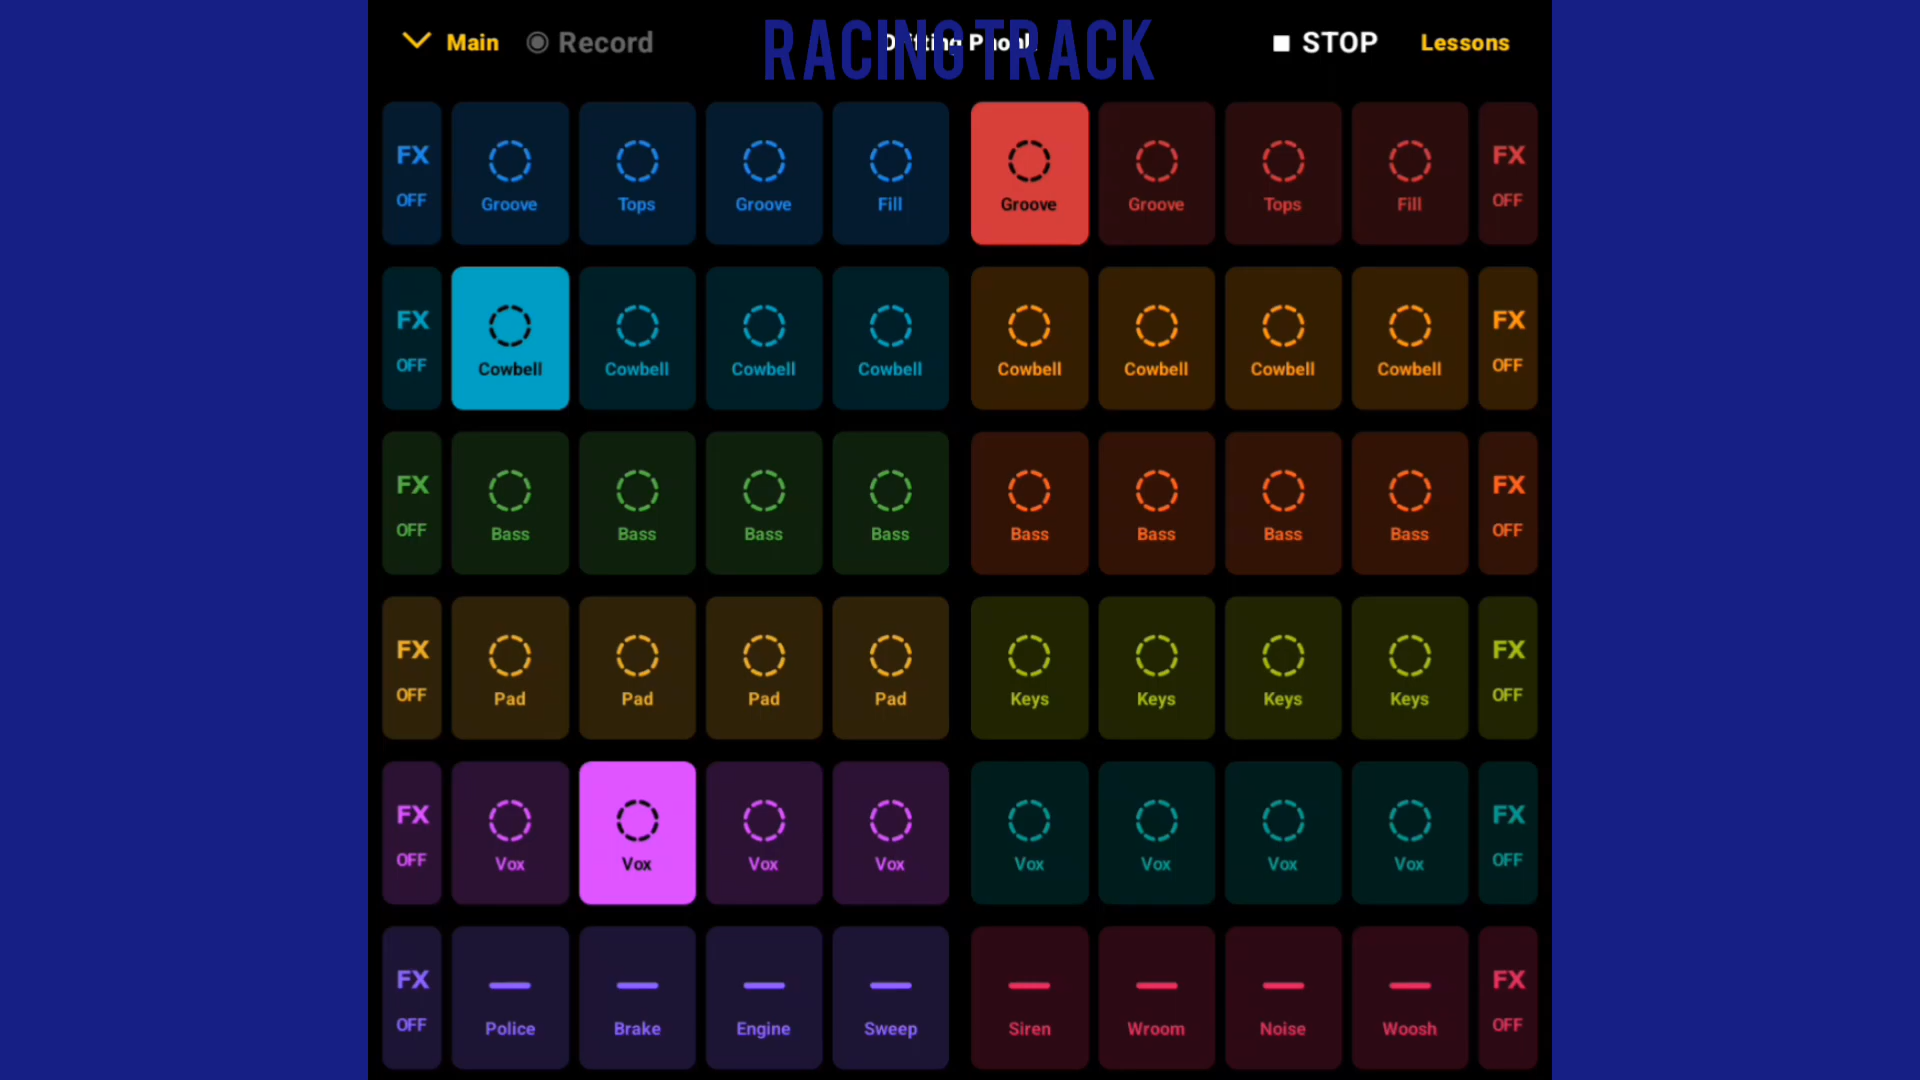 Main Record Drifting Phonk STOP Lessons
RACING TRACK
FX Groove Tops Groove Fill Groove Groove Tops Fill FX
OFF OFF
FX Cowbell Cowbell Cowbell Cowbell Cowbell Cowbell Cowbell Cowbell FX
OFF OFF
FX Bass Bass Bass Bass Bass Bass Bass Bass FX
OFF OFF
FX Pad Pad Pad Pad Keys Keys Keys Keys FX
OFF OFF
FX Vox Vox Vox Vox Vox Vox Vox Vox FX
OFF OFF
FX Police Brake Engine Sweep Siren Wroom Noise Woosh FX
OFF OFF